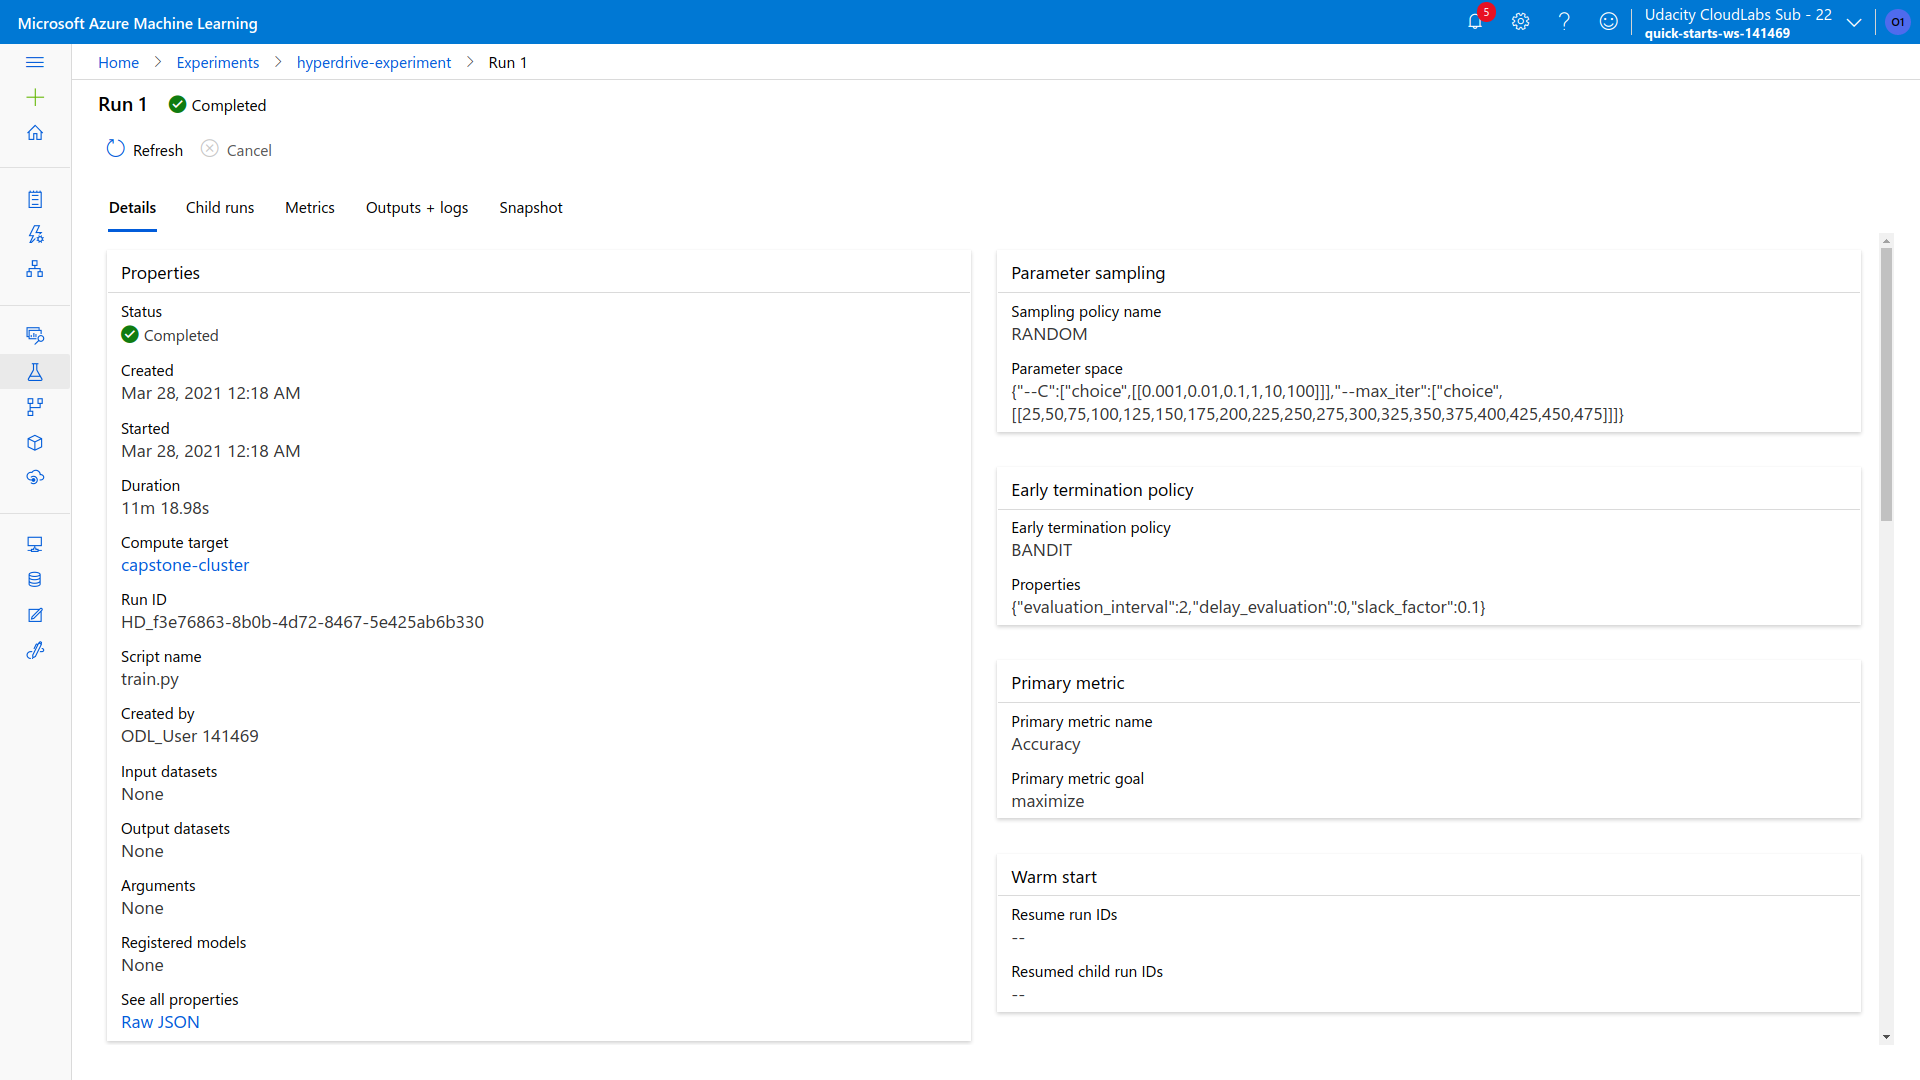 Microsoft Azure Machine Learning
5
Udacity CloudLabs Sub - 22
quick-starts-ws-141469
O1
Home > Experiments > hyperdrive-experiment > Run 1
Run 1 Completed
Refresh Cancel
Details Child runs Metrics Outputs + logs Snapshot
Properties
Status
Completed
Created
Mar 28, 2021 12:18 AM
Started
Mar 28, 2021 12:18 AM
Duration
11m 18.98s
Compute target
capstone-cluster
Run ID
HD_f3e76863-8b0b-4d72-8467-5e425ab6b330
Script name
train.py
Created by
ODL_User 141469
Input datasets
None
Output datasets
None
Arguments
None
Registered models
None
See all properties
Raw JSON
Parameter sampling
Sampling policy name
RANDOM
Parameter space
{"--C":["choice",[[0.001,0.01,0.1,1,10,100]]],"--max_iter":["choice",
[[25,50,75,100,125,150,175,200,225,250,275,300,325,350,375,400,425,450,475]]]}
Early termination policy
Early termination policy
BANDIT
Properties
{"evaluation_interval":2,"delay_evaluation":0,"slack_factor":0.1}
Primary metric
Primary metric name
Accuracy
Primary metric goal
maximize
Warm start
Resume run IDs
--
Resumed child run IDs
--